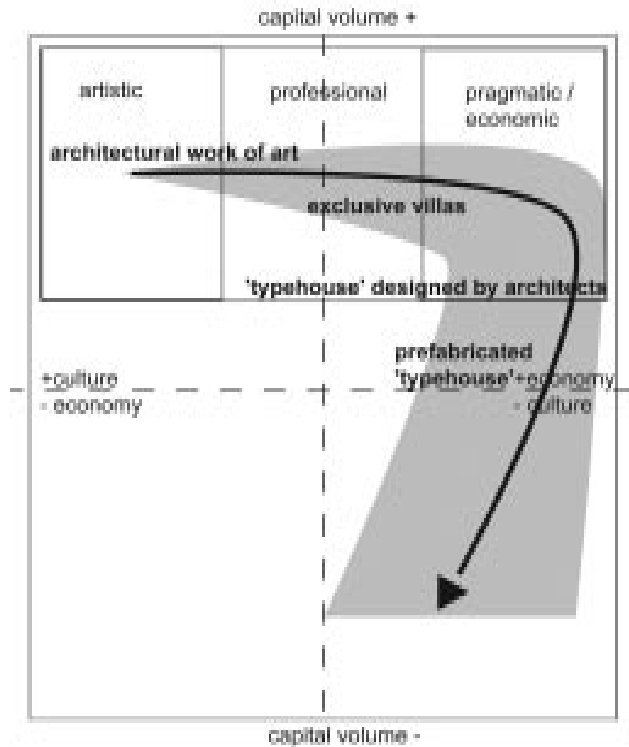 capital volume +
artistic
professional
pragmatic /
economic
architectural work of art
exclusive villas
'typehouse' designed by architects
prefabricated
'typehouse'
+culture
- economy
+economy
- culture
capital volume -